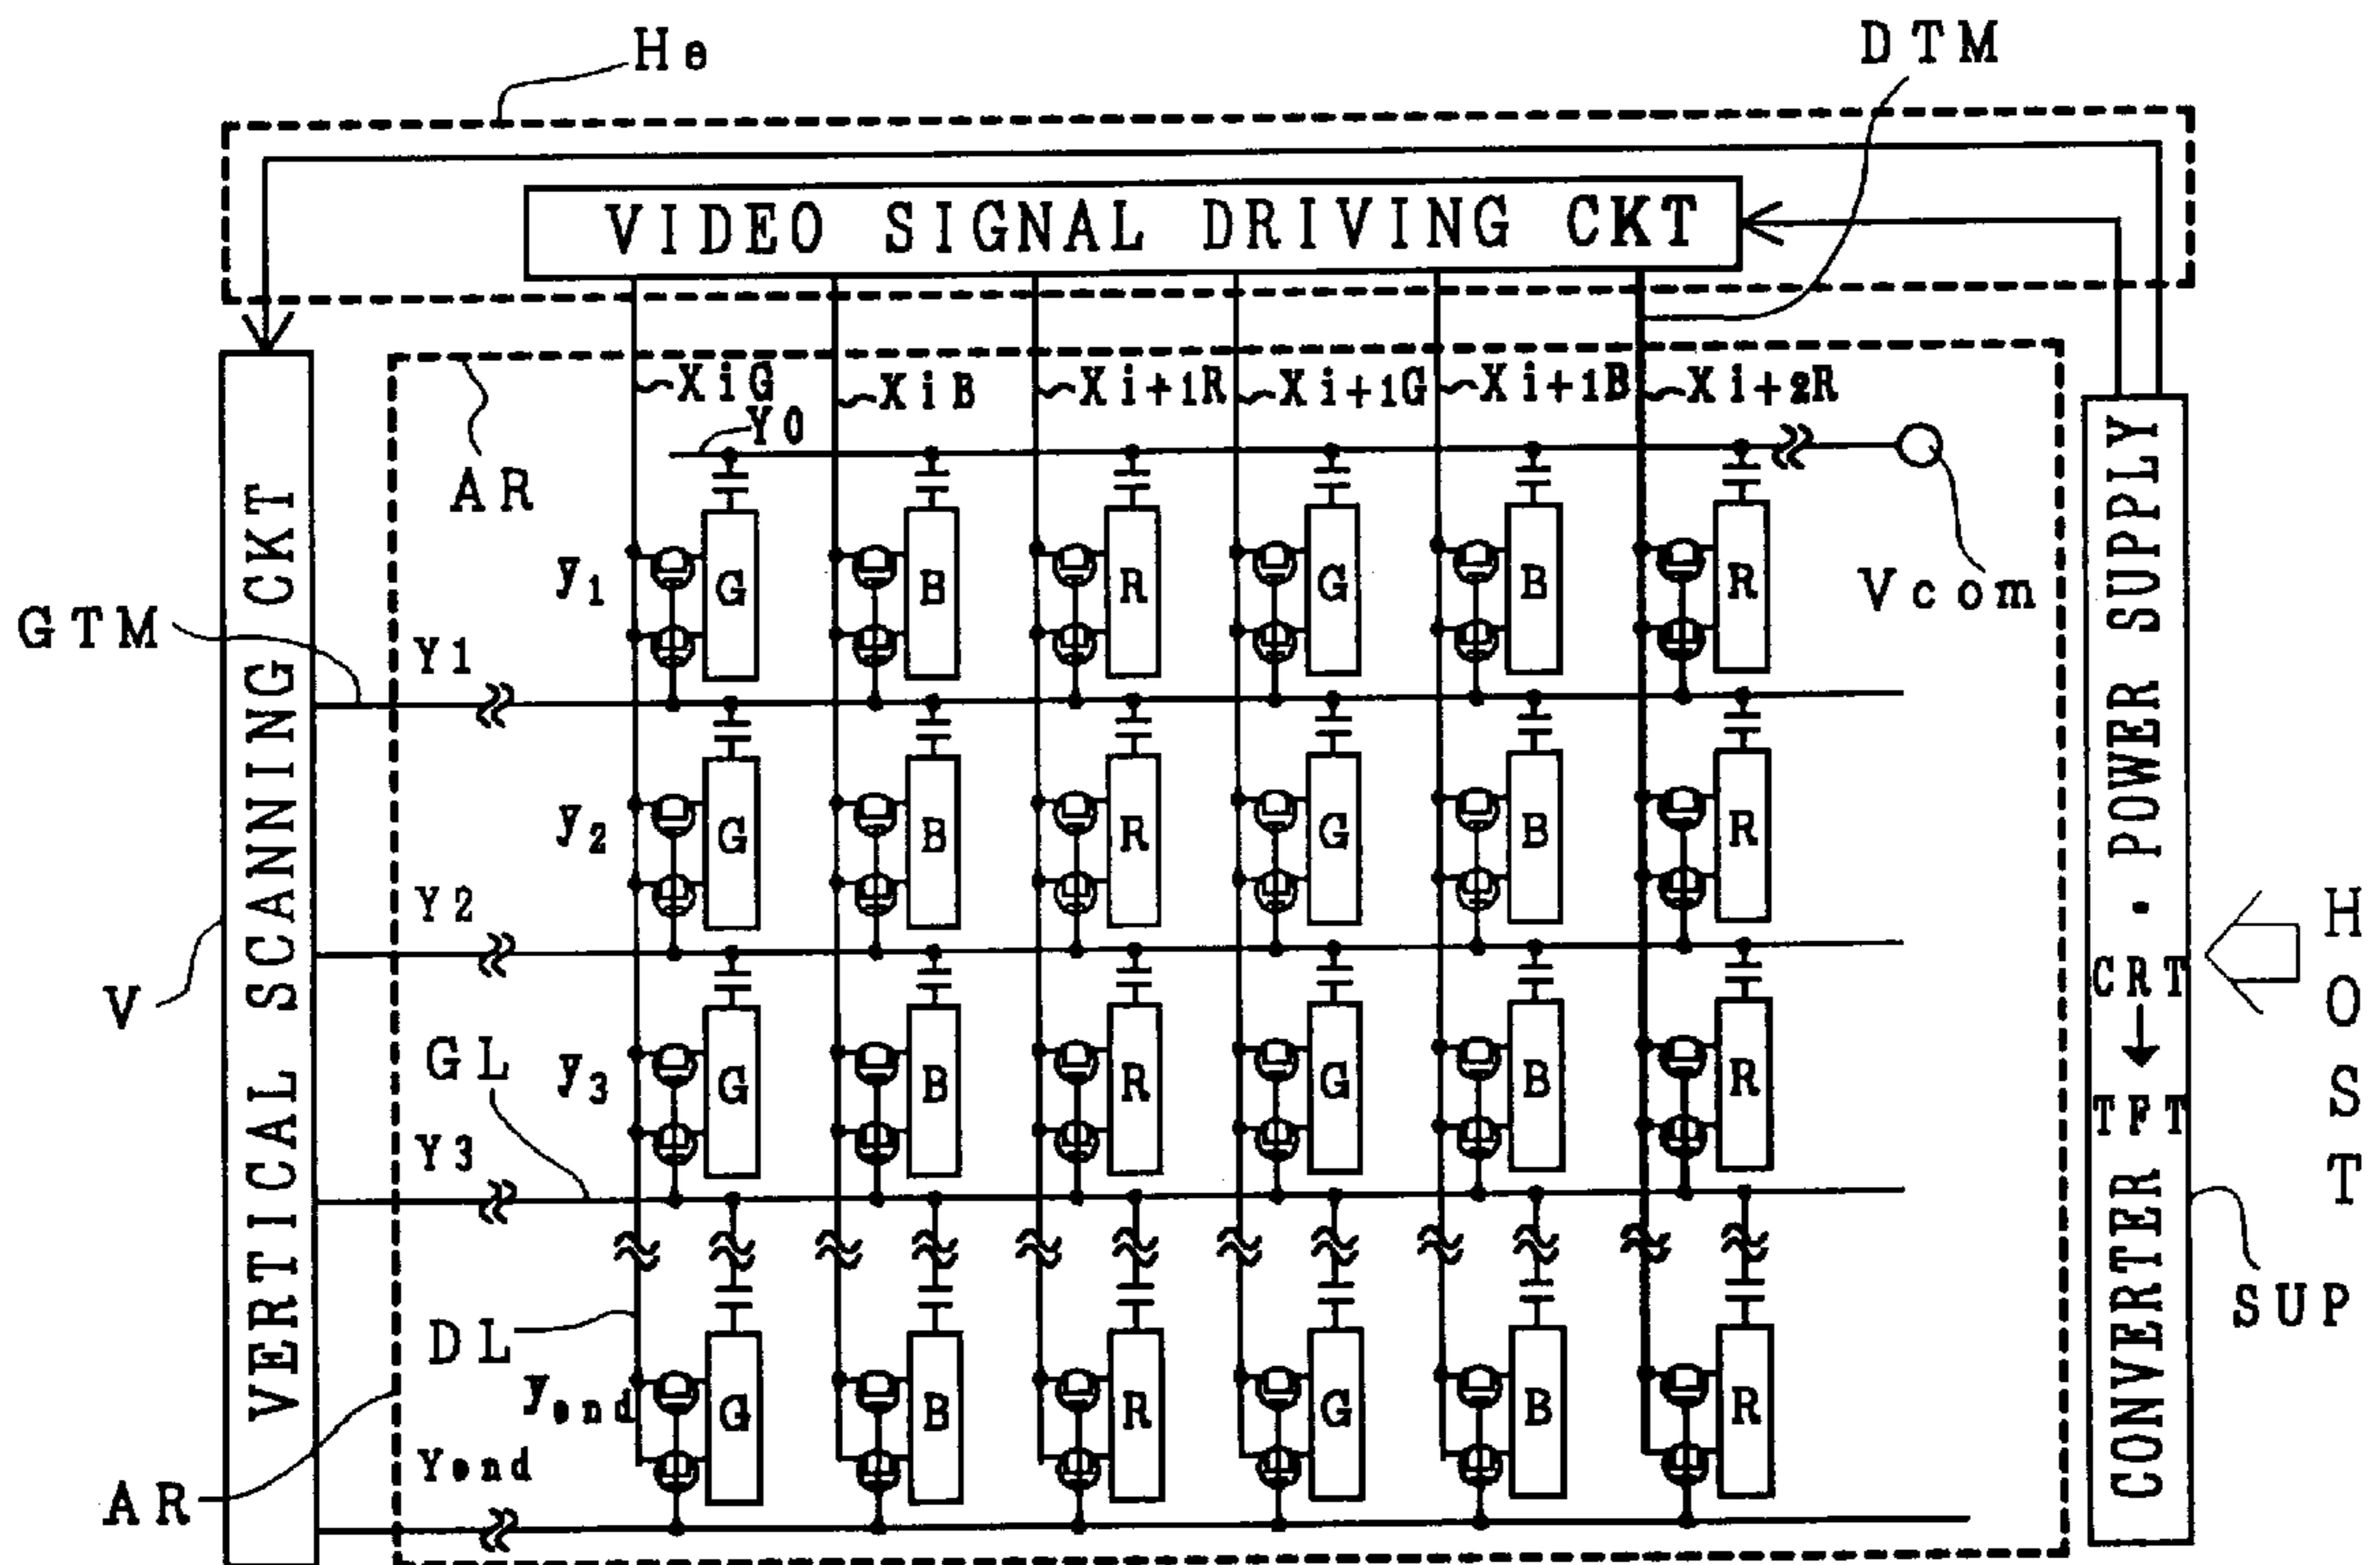 He
DTM
VIDEO SIGNAL DRIVING CKT
XiG
XiB
Xi+1R
Xi+1G
Xi+1B
Xi+2R
Y0
AR
Vcom
VERTICAL SCANNING CKT
CONVERTER · POWER SUPPLY
CRT
TFT
HOST
SUP
GTM
V
y1
G B R G B R
Y1
y2
G B R G B R
Y2
GL
y3
G B R G B R
Y3
DL
yend
G B R G B R
Yend
AR